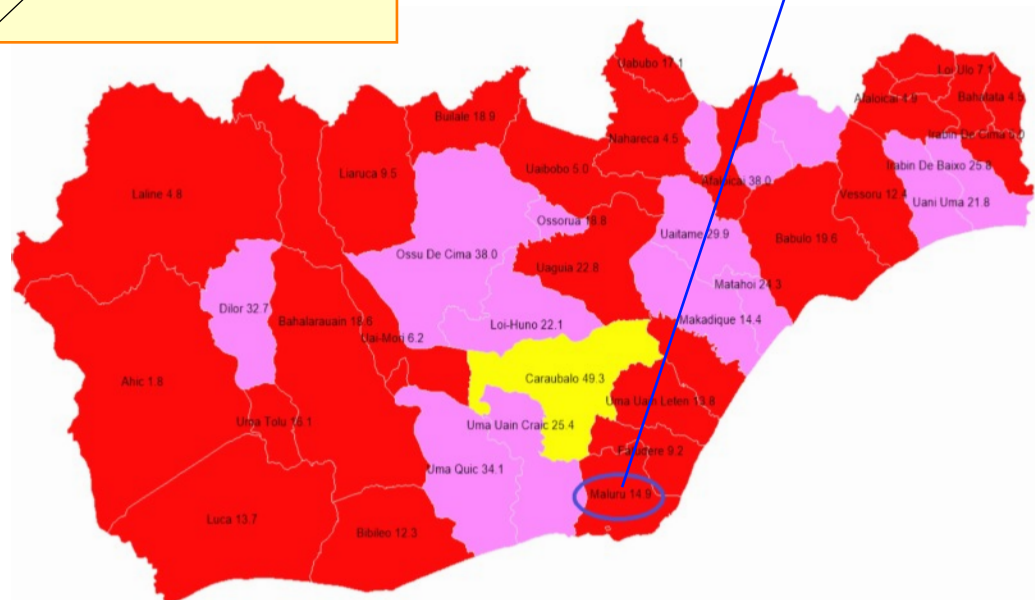 Uabubo 17.1
Loi Ulo 7.1
Afaloicai 4.9
Bahatata 4.5
Builale 18.9
Nahareca 4.5
Irabin De Cima
Uaibobo 5.0
Irabin De Baixo 25.8
Liaruca 9.5
Afaloicai 38.0
Laline 4.8
Vessoru 12.4
Uani Uma 21.8
Ossorua 18.8
Uaitame 29.9
Babulo 19.6
Ossu De Cima 38.0
Uaguia 22.8
Matahoi 24.3
Dilor 32.7
Bahalarauain 18.6
Loi-Huno 22.1
Makadique 14.4
Uai-Mori 6.2
Ahic 1.8
Caraubalo 49.3
Uma Uain Leten 13.8
Uma Tolu 16.1
Uma Uain Craic 25.4
Fatudere 9.2
Uma Quic 34.1
Maluru 14.9
Luca 13.7
Bibileo 12.3